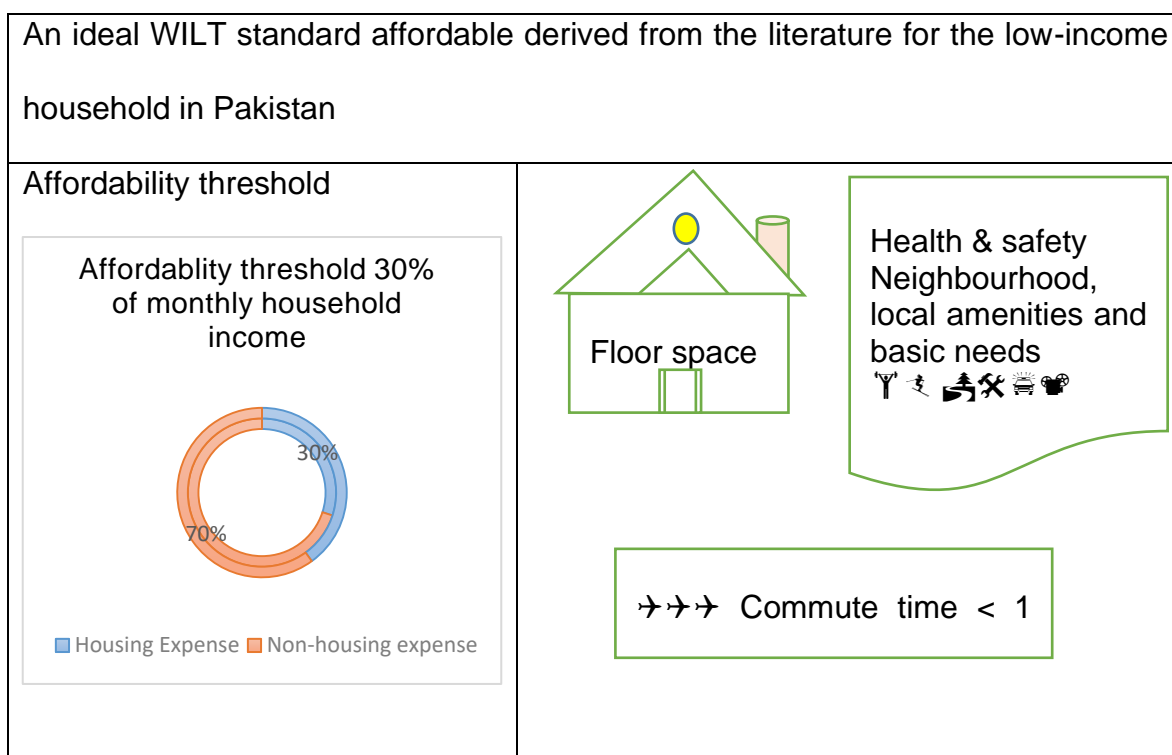 An ideal WILT standard affordable derived from the literature for the low-income
household in Pakistan
Affordability threshold
Affordablity threshold 30%
of monthly household
income
30%
70%
Housing Expense Non-housing expense
Floor space
Health & safety
Neighbourhood,
local amenities and
basic needs
Commute time < 1